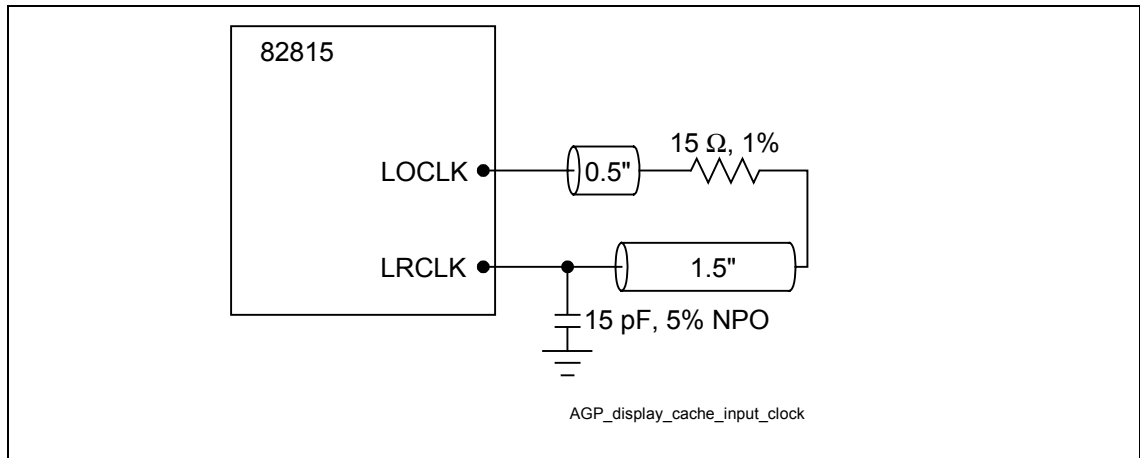 82815
15 Ω, 1%
LOCLK
0.5"
LRCLK
1.5"
15 pF, 5% NPO
AGP_display_cache_input_clock